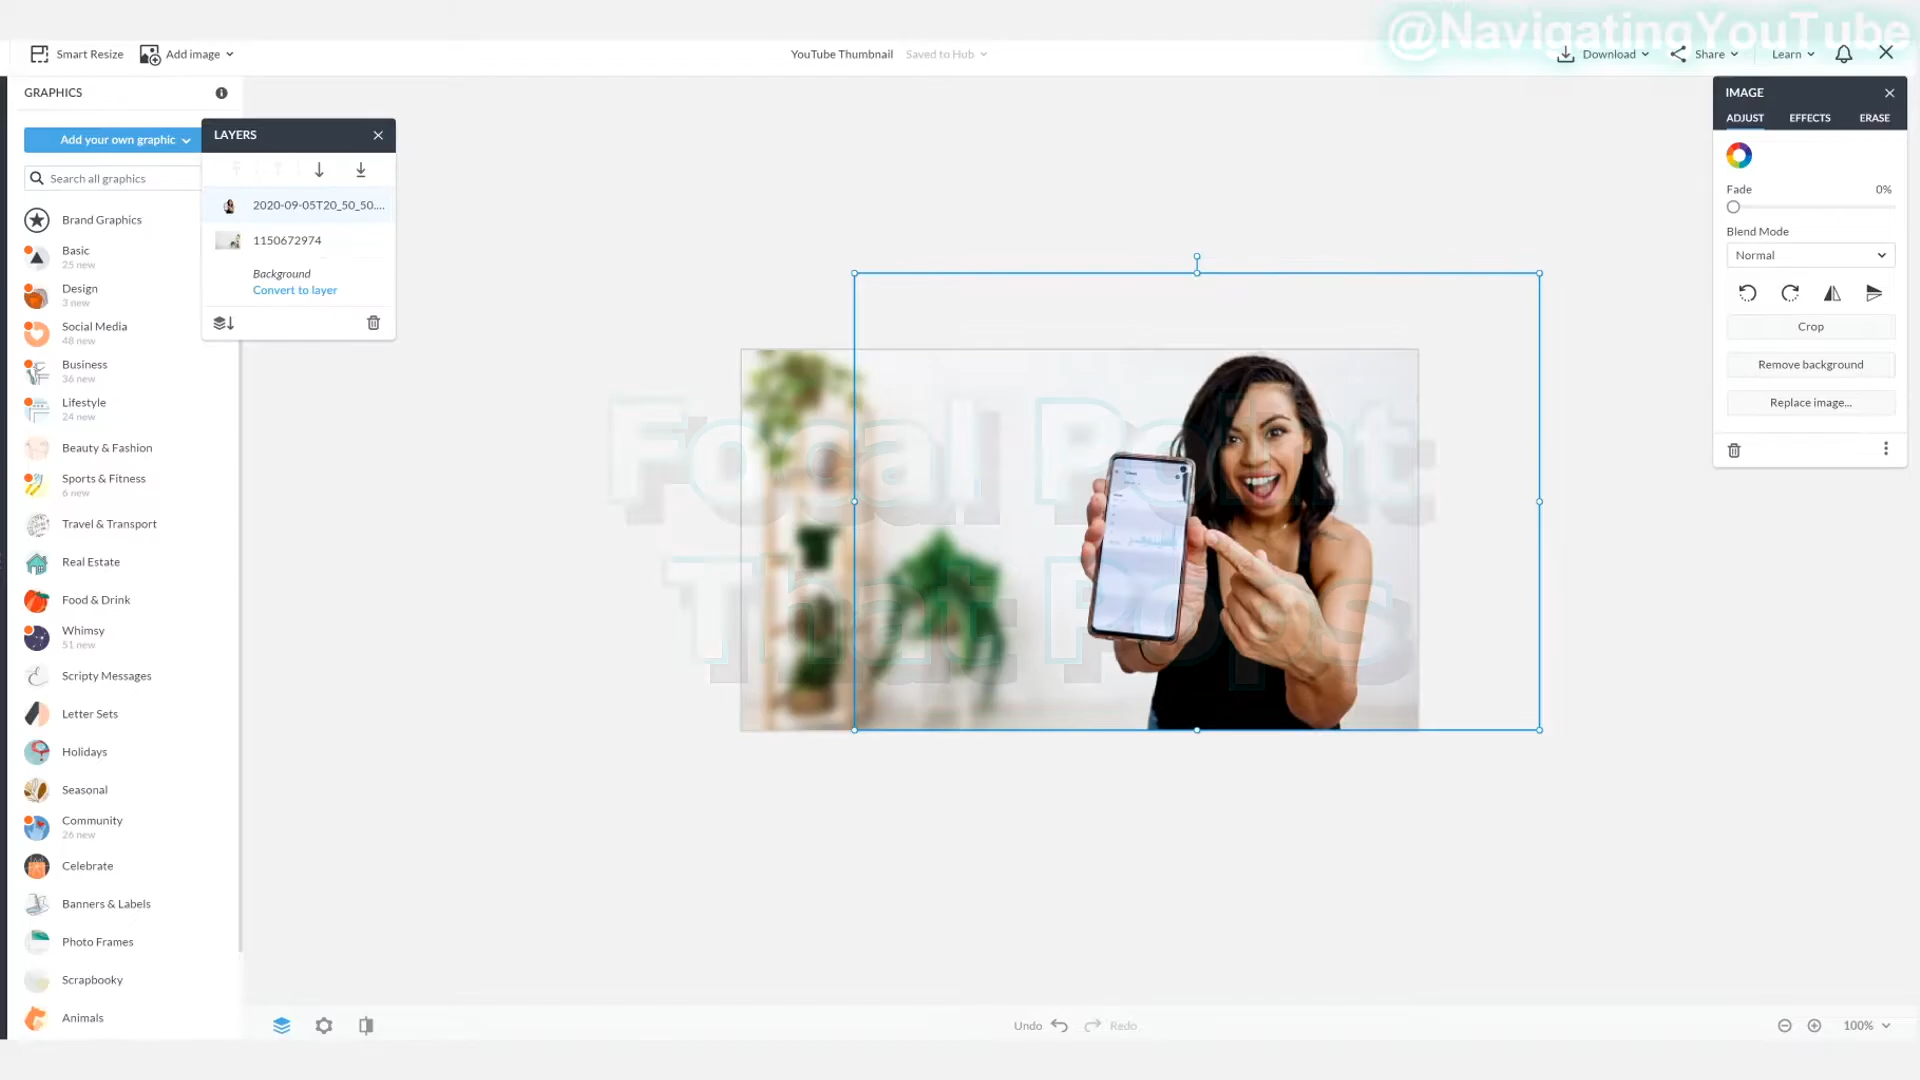 @NavigatingYouTube
Smart Resize
Add image
YouTube Thumbnail
Saved to Hub
Download
Share
Learn
GRAPHICS
Add your own graphic
Search all graphics
Brand Graphics
Basic
25 new
Design
3 new
Social Media
48 new
Business
36 new
Lifestyle
24 new
Beauty & Fashion
Sports & Fitness
6 new
Travel & Transport
Real Estate
Food & Drink
Whimsy
51 new
Scripty Messages
Letter Sets
Holidays
Seasonal
Community
26 new
Celebrate
Banners & Labels
Photo Frames
Scrapbooky
Animals
LAYERS
2020-09-05T20_50_50....
1150672974
Background
Convert to layer
Focal Point
That Pops
IMAGE
ADJUST
EFFECTS
ERASE
Fade
0%
Blend Mode
Normal
Crop
Remove background
Replace image...
Undo
Redo
100%